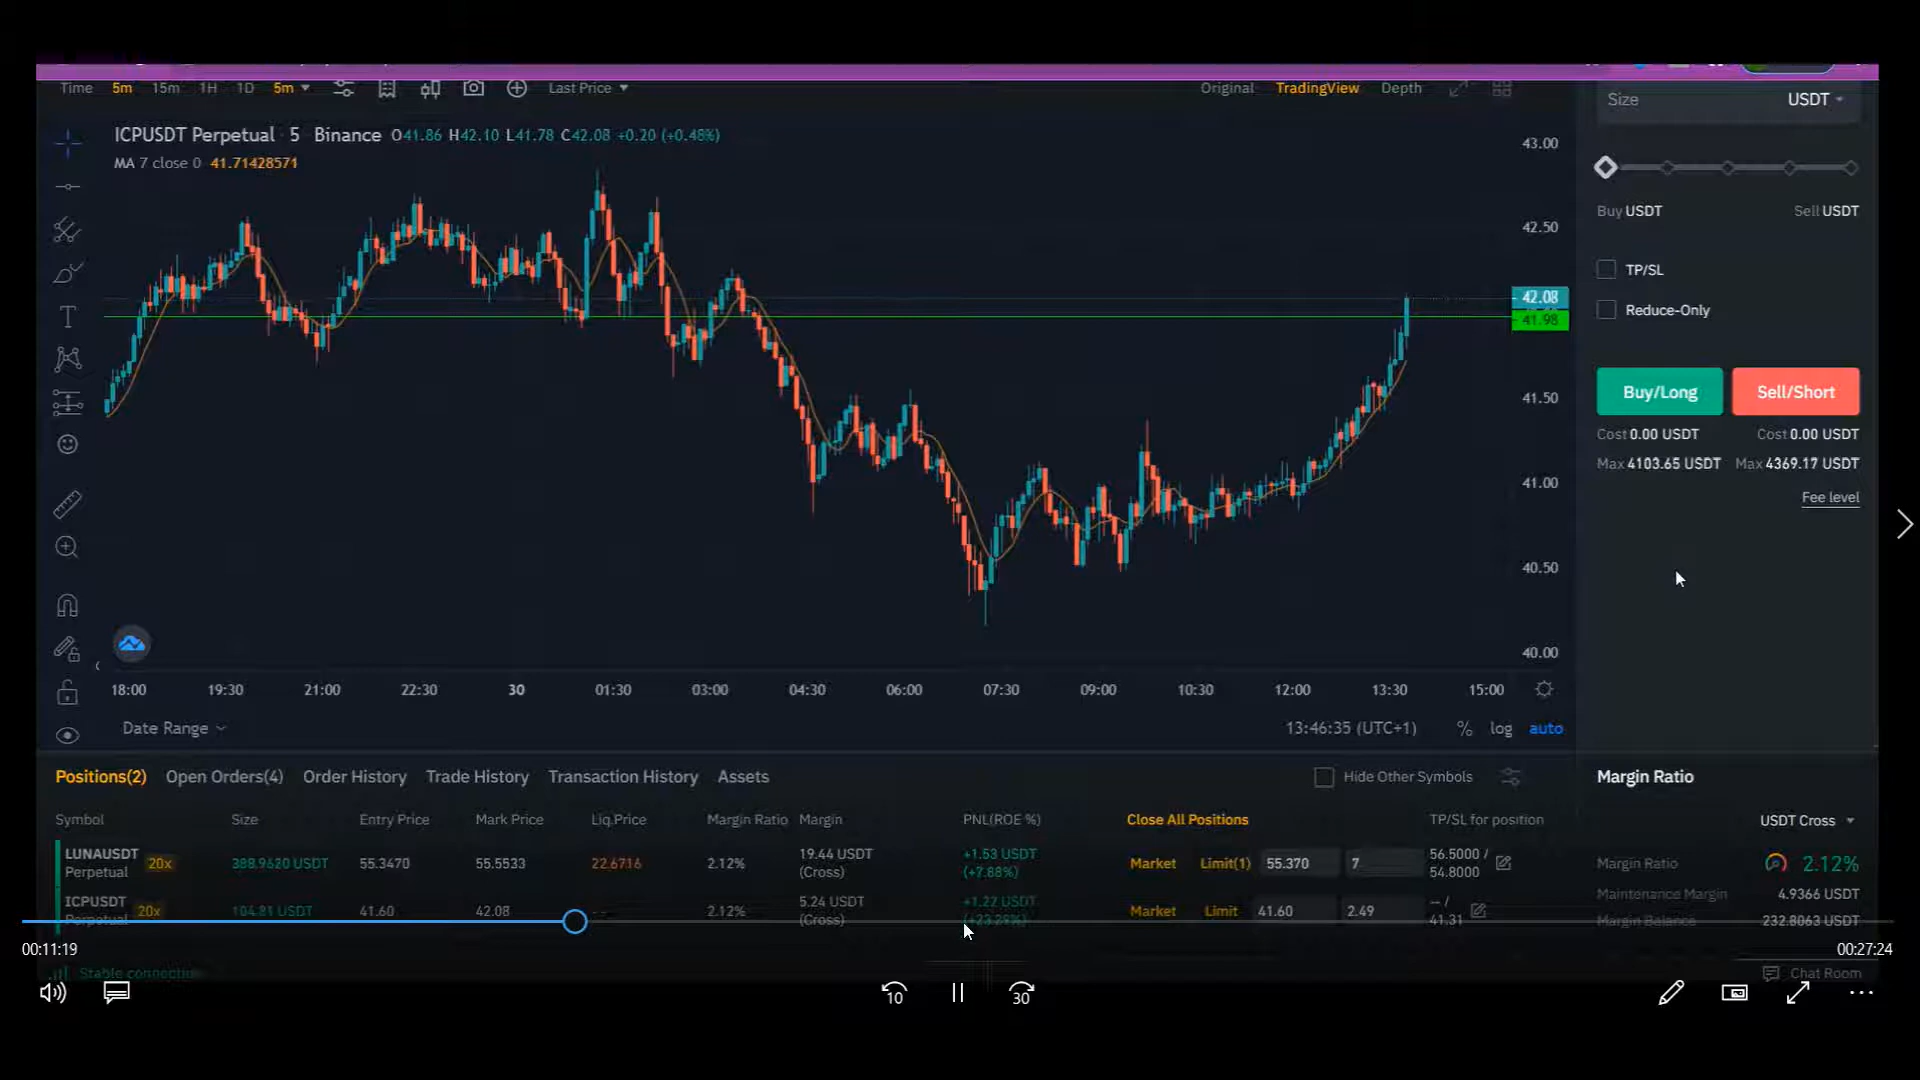 Time 5m 15m 1H 1D 5m Last Price Original TradingView Depth
Size USDT
ICPUSDT Perpetual 5 Binance O41.86 H42.10 L41.78 C42.08 +0.20 (+0.48%)
MA 7 close 0 41.71428571
43.00
42.50
42.08
41.98
41.50
41.00
40.50
40.00
Buy USDT Sell USDT
TP/SL
Reduce-Only
Buy/Long Sell/Short
Cost 0.00 USDT Cost 0.00 USDT
Max 4103.65 USDT Max 4369.17 USDT
Fee level
18:00 19:30 21:00 22:30 30 01:30 03:00 04:30 06:00 07:30 09:00 10:30 12:00 13:30 15:00
Date Range 13:46:35 (UTC+1) % log auto
Positions(2) Open Orders(4) Order History Trade History Transaction History Assets Hide Other Symbols
Symbol Size Entry Price Mark Price Liq.Price Margin Ratio Margin PNL(ROE %) Close All Positions TP/SL for position
LUNAUSDT Perpetual 20x 388.9620 USDT 55.3470 55.5533 22.6716 2.12% 19.44 USDT (Cross) +1.53 USDT (+7.88%) Market Limit(1) 55.370 7 56.5000 / 54.8000
ICPUSDT Perpetual 20x 104.81 USDT 41.60 42.08 -- 2.12% 5.24 USDT (Cross) +1.22 USDT (+23.29%) Market Limit 41.60 2.49 -- / 41.31
Margin Ratio
USDT Cross
Margin Ratio 2.12%
Maintenance Margin 4.9366 USDT
Margin Balance 232.8063 USDT
00:11:19 00:27:24
Stable connection Chat Room
10 30